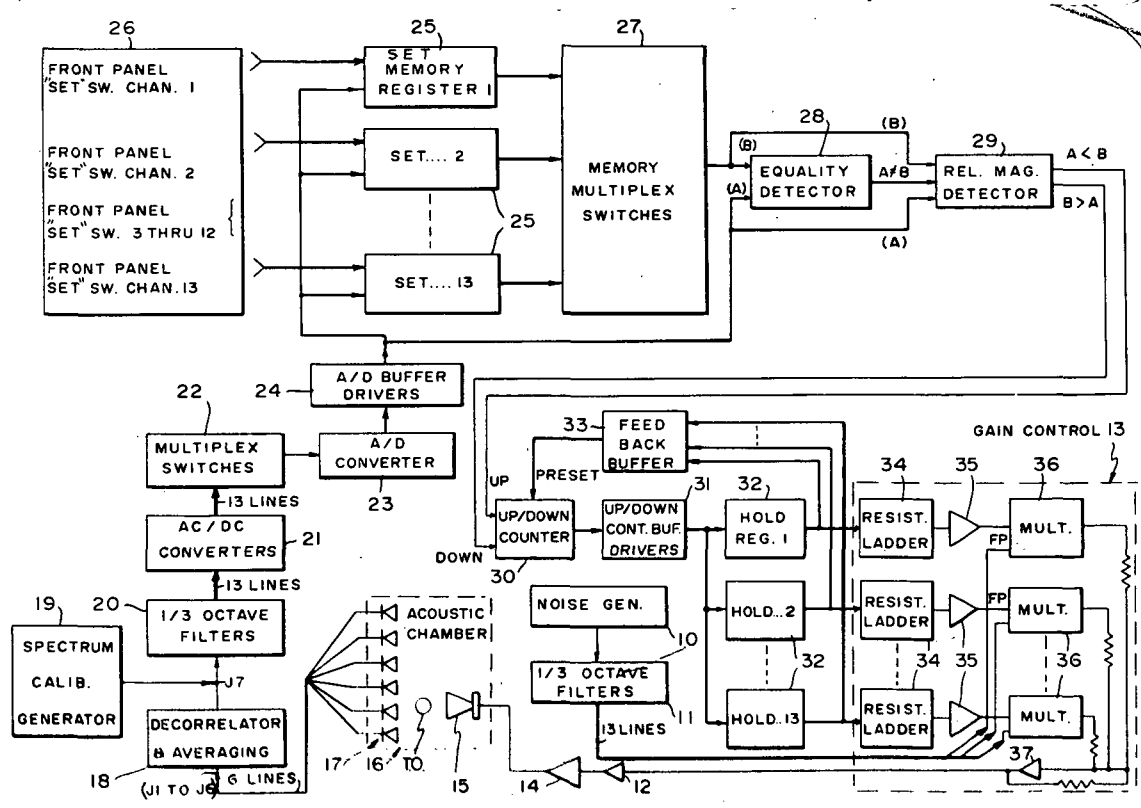 26
FRONT PANEL
"SET" SW. CHAN. 1
FRONT PANEL
"SET" SW. CHAN. 2
FRONT PANEL
"SET" SW. 3 THRU 12
FRONT PANEL
"SET" SW. CHAN. 13
25
SET
MEMORY
REGISTER 1
SET.... 2
25
SET.... 13
27
MEMORY
MULTIPLEX
SWITCHES
(B)
(B)
(A)
28
EQUALITY
DETECTOR
A≠B
(A)
29
REL. MAG.
DETECTOR
A < B
B > A
24
A/D BUFFER
DRIVERS
22
MULTIPLEX
SWITCHES
A/D
CONVERTER
23
13 LINES
AC/DC
CONVERTERS
21
13 LINES
20
1/3 OCTAVE
FILTERS
19
SPECTRUM
CALIB.
GENERATOR
J7
DECORRELATOR
& AVERAGING
18
(J1 TO J6)
6 LINES
ACOUSTIC
CHAMBER
17
16
T.O.
15
33
FEED
BACK
BUFFER
PRESET
UP
DOWN
UP/DOWN
COUNTER
30
31
UP/DOWN
CONT. BUF.
DRIVERS
32
HOLD
REG. 1
HOLD...2
32
HOLD..13
NOISE GEN.
10
1/3 OCTAVE
FILTERS
11
13 LINES
14
12
GAIN CONTROL 13
34
RESIST.
LADDER
35
FP
36
MULT.
RESIST.
LADDER
34
FP
35
MULT.
36
RESIST.
LADDER
35
MULT.
37